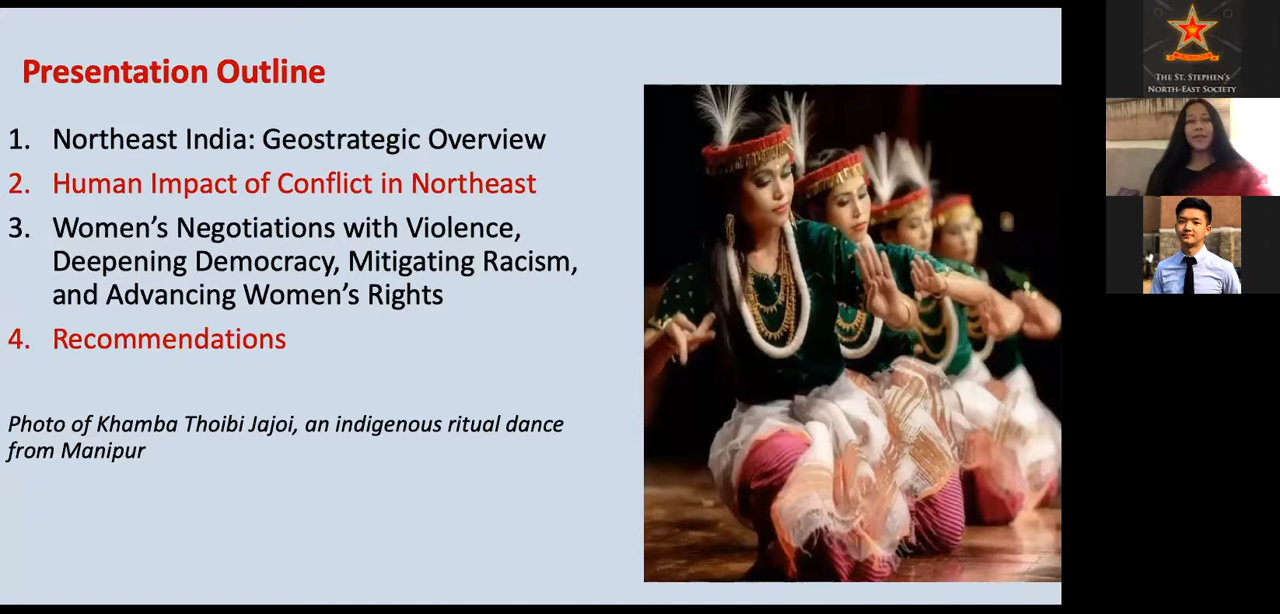 Presentation Outline
1. Northeast India: Geostrategic Overview
2. Human Impact of Conflict in Northeast
3. Women’s Negotiations with Violence,
Deepening Democracy, Mitigating Racism,
and Advancing Women’s Rights
4. Recommendations
Photo of Khamba Thoibi Jajoi, an indigenous ritual dance
from Manipur
THE ST. STEPHEN'S
NORTH-EAST SOCIETY